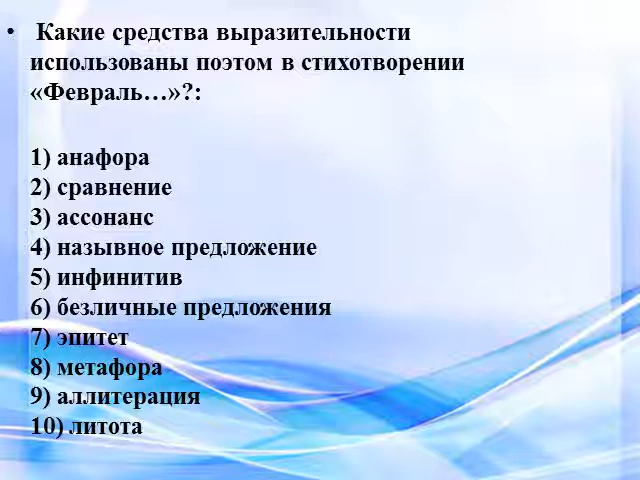 • Какие средства выразительности
использованы поэтом в стихотворении
«Февраль…»?:
1) анафора
2) сравнение
3) ассонанс
4) назывное предложение
5) инфинитив
6) безличные предложения
7) эпитет
8) метафора
9) аллитерация
10) литота